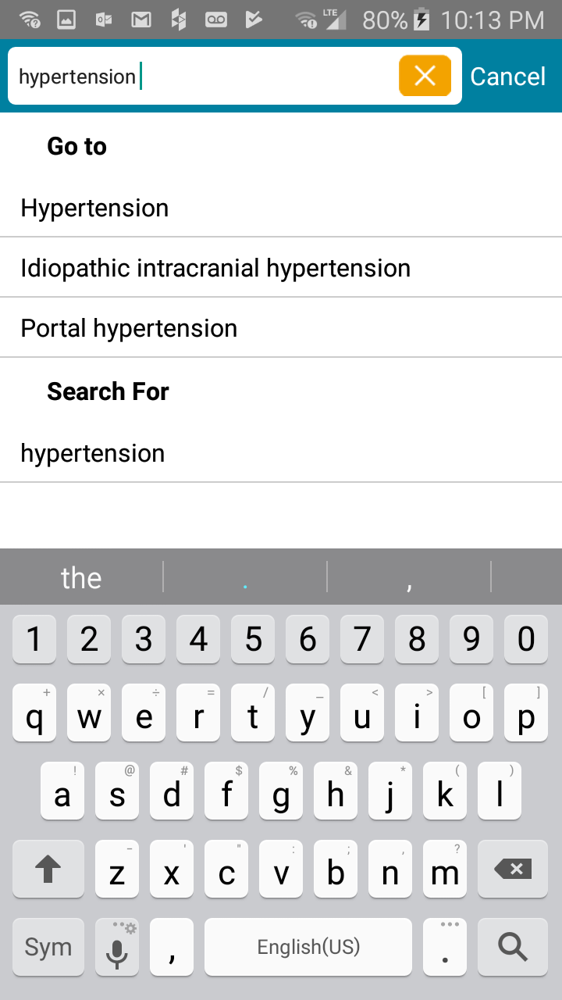 LTE 80% 10:13 PM
hypertension
Cancel
Go to
Hypertension
Idiopathic intracranial hypertension
Portal hypertension
Search For
hypertension
the . ,
1 2 3 4 5 6 7 8 9 0
+ × ÷ = / _ < > [ ]
q w e r t y u i o p
! @ # $ % & * ( )
a s d f g h j k l
- ' " : ; , ?
z x c v b n m
Sym , English(US) .